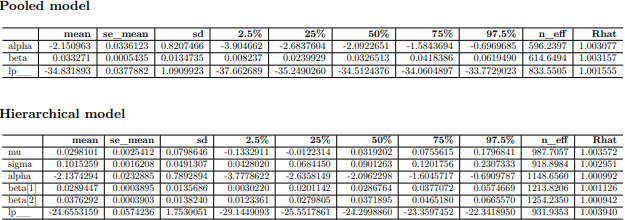 Pooled model
mean se_mean sd 2.5% 25% 50% 75% 97.5% n_eff Rhat
alpha -2.150963 0.0336123 0.8207466 -3.904662 -2.6837604 -2.0922651 -1.5843694 -0.6969685 596.2397 1.003077
beta 0.033271 0.0005435 0.0134735 0.008237 0.0239929 0.0326513 0.0418386 0.0619490 614.6494 1.003157
lp__ -34.831893 0.0377882 1.0909923 -37.662689 -35.2490260 -34.5124376 -34.0604897 -33.7729023 833.5505 1.001555
Hierarchical model
mean se_mean sd 2.5% 25% 50% 75% 97.5% n_eff Rhat
mu 0.0298101 0.0025412 0.0798646 -0.1332911 -0.0122314 0.0319202 0.0755615 0.1796841 987.7057 1.003572
sigma 0.1015259 0.0016208 0.0491307 0.0428020 0.0684450 0.0901263 0.1201756 0.2307333 918.8984 1.002951
alpha -2.1374294 0.0232885 0.7892894 -3.7778622 -2.6358149 -2.0962298 -1.6045717 -0.6909787 1148.6560 1.000992
beta[1] 0.0289447 0.0003895 0.0135686 0.0030220 0.0201142 0.0286764 0.0377072 0.0574669 1213.8206 1.001126
beta[2] 0.0376292 0.0003903 0.0138240 0.0123361 0.0279805 0.0371895 0.0465180 0.0665570 1254.2350 1.000942
lp__ -24.6553159 0.0574236 1.7530051 -29.1449093 -25.5517861 -24.2998860 -23.3597452 -22.3418950 931.9353 1.003940